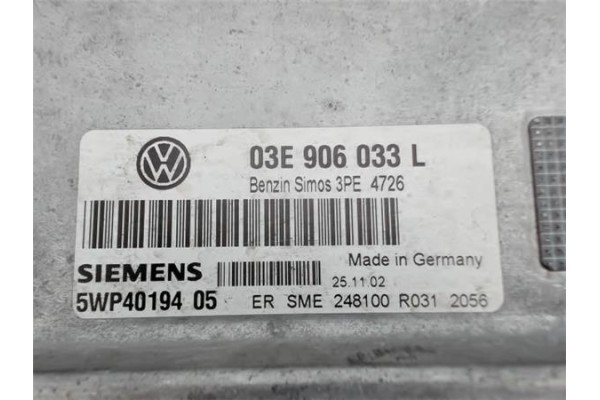 VW
03E 906 033 L
Benzin Simos 3PE 4726
Made in Germany
SIEMENS
25.11.02
5WP40194 05 ER SME 248100 R031 2056